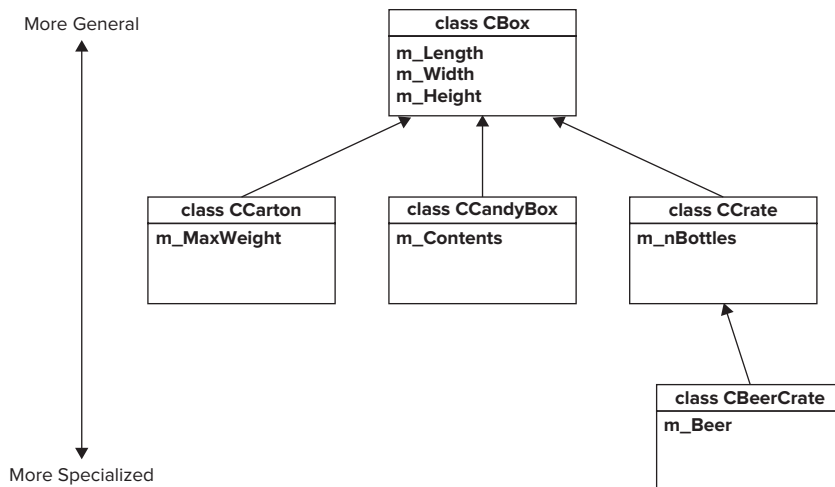 More General
class CBox
m_Length
m_Width
m_Height
class CCarton
m_MaxWeight
class CCandyBox
m_Contents
class CCrate
m_nBottles
class CBeerCrate
m_Beer
More Specialized